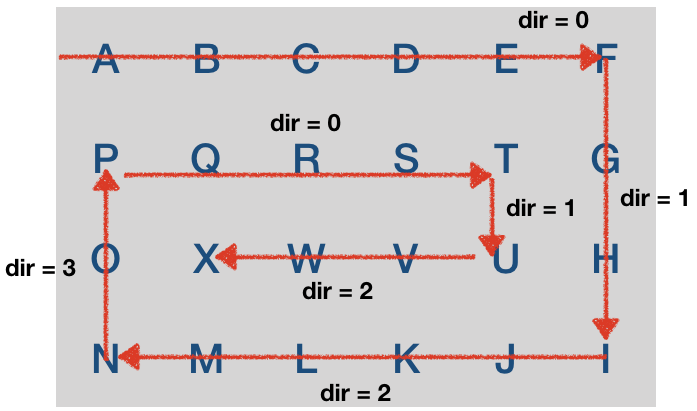 dir = 0
A B C D E F
dir = 0
P Q R S T G
dir = 1
dir = 1
dir = 3
O X W V U H
dir = 2
N M L K J I
dir = 2